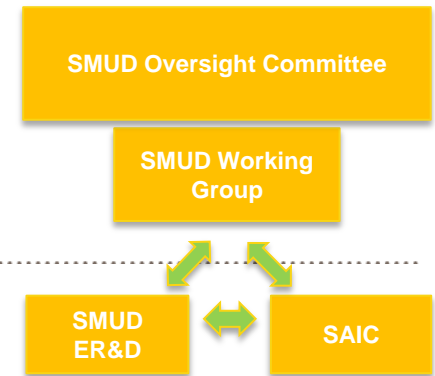 SMUD Oversight Committee
SMUD Working
Group
SMUD
ER&D
SAIC